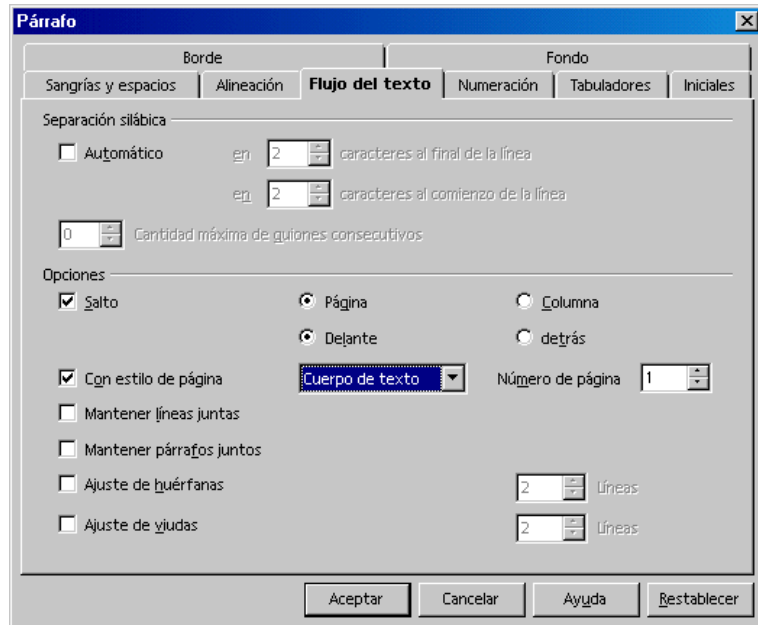 Párrafo
Borde Fondo
Sangrías y espacios Alineación Flujo del texto Numeración Tabuladores Iniciales
Separación silábica
Automático en 2 caracteres al final de la línea
en 2 caracteres al comienzo de la línea
0 Cantidad máxima de guiones consecutivos
Opciones
Salto Página Columna
Delante detrás
Con estilo de página Cuerpo de texto Número de página 1
Mantener líneas juntas
Mantener párrafos juntos
Ajuste de huérfanas 2 Líneas
Ajuste de viudas 2 Líneas
Aceptar Cancelar Ayuda Restablecer